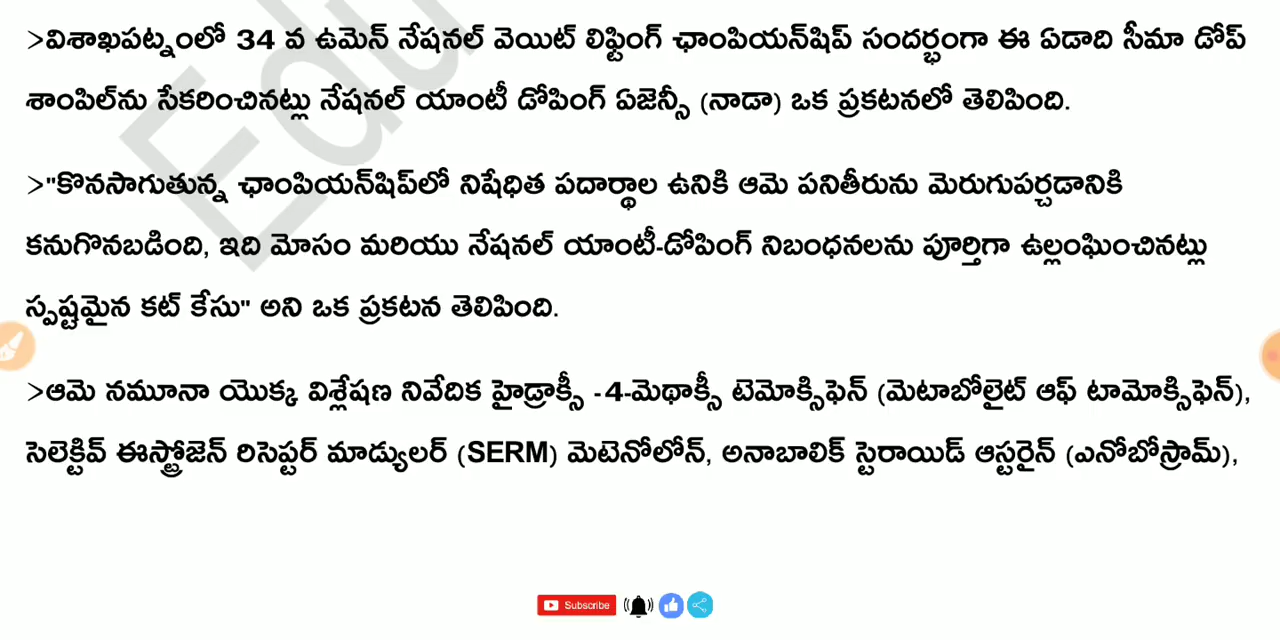 >విశాఖపట్నంలో 34 వ ఉమెన్ నేషనల్ వెయిట్ లిఫ్టింగ్ ఛాంపియన్‌షిప్ సందర్భంగా ఈ ఏడాది సీమా డోప్
శాంపిల్‌ను సేకరించినట్లు నేషనల్ యాంటీ డోపింగ్ ఏజెన్సీ (నాడా) ఒక ప్రకటనలో తెలిపింది.
>"కొనసాగుతున్న ఛాంపియన్‌షిప్‌లో నిషేధిత పదార్థాల ఉనికి ఆమె పనితీరును మెరుగుపర్చడానికి
కనుగొనబడింది, ఇది మోసం మరియు నేషనల్ యాంటీ-డోపింగ్ నిబంధనలను పూర్తిగా ఉల్లంఘించినట్లు
స్పష్టమైన కట్ కేసు" అని ఒక ప్రకటన తెలిపింది.
>ఆమె నమూనా యొక్క విశ్లేషణ నివేదిక హైడ్రాక్సీ -4-మెథాక్సీ టెమోక్సిఫెన్ (మెటాబోలైట్ ఆఫ్ టామోక్సిఫెన్),
సెలెక్టివ్ ఈస్ట్రోజెన్ రిసెప్టర్ మాడ్యులర్ (SERM) మెటెనోలోన్, అనాబాలిక్ స్టెరాయిడ్ ఆస్టరైన్ (ఎనోబోస్రామ్),
Edu
Subscribe